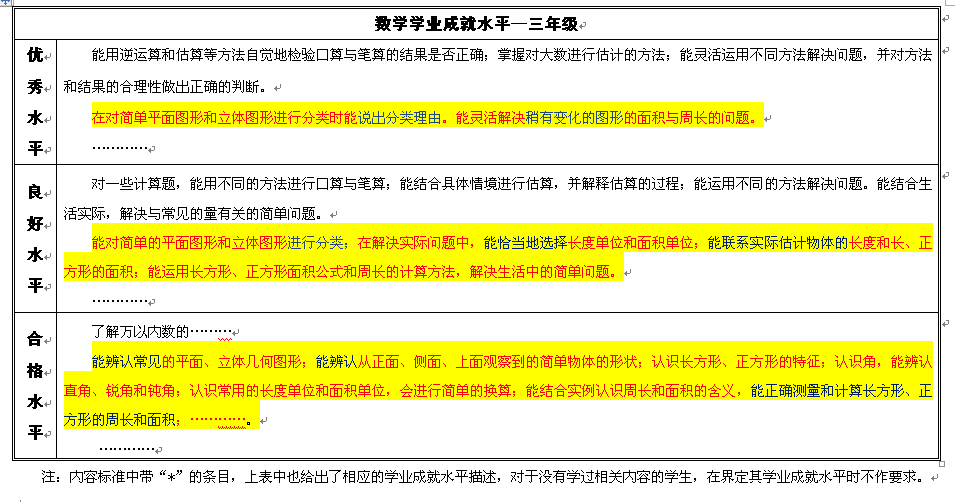 数学学业成就水平—三年级
优秀水平
能用逆运算和估算等方法自觉地检验口算与笔算的结果是否正确；掌握对大数进行估计的方法；能灵活运用不同方法解决问题，并对方法
和结果的合理性做出正确的判断。
在对简单平面图形和立体图形进行分类时能说出分类理由。能灵活解决稍有变化的图形的面积与周长的问题。
…………
良好水平
对一些计算题，能用不同的方法进行口算与笔算；能结合具体情境进行估算，并解释估算的过程；能运用不同的方法解决问题。能结合生
活实际，解决与常见的量有关的简单问题。
能对简单的平面图形和立体图形进行分类；在解决实际问题中，能恰当地选择长度单位和面积单位；能联系实际估计物体的长度和长、正
方形的面积；能运用长方形、正方形面积公式和周长的计算方法，解决生活中的简单问题。
…………
合格水平
了解万以内数的………
能辨认常见的平面、立体几何图形；能辨认从正面、侧面、上面观察到的简单物体的形状；认识长方形、正方形的特征；认识角，能辨认
直角、锐角和钝角；认识常用的长度单位和面积单位，会进行简单的换算；能结合实例认识周长和面积的含义，能正确测量和计算长方形、正
方形的周长和面积；…………。
…………
注：内容标准中带“*”的条目，上表中也给出了相应的学业成就水平描述，对于没有学过相关内容的学生，在界定其学业成就水平时不作要求。